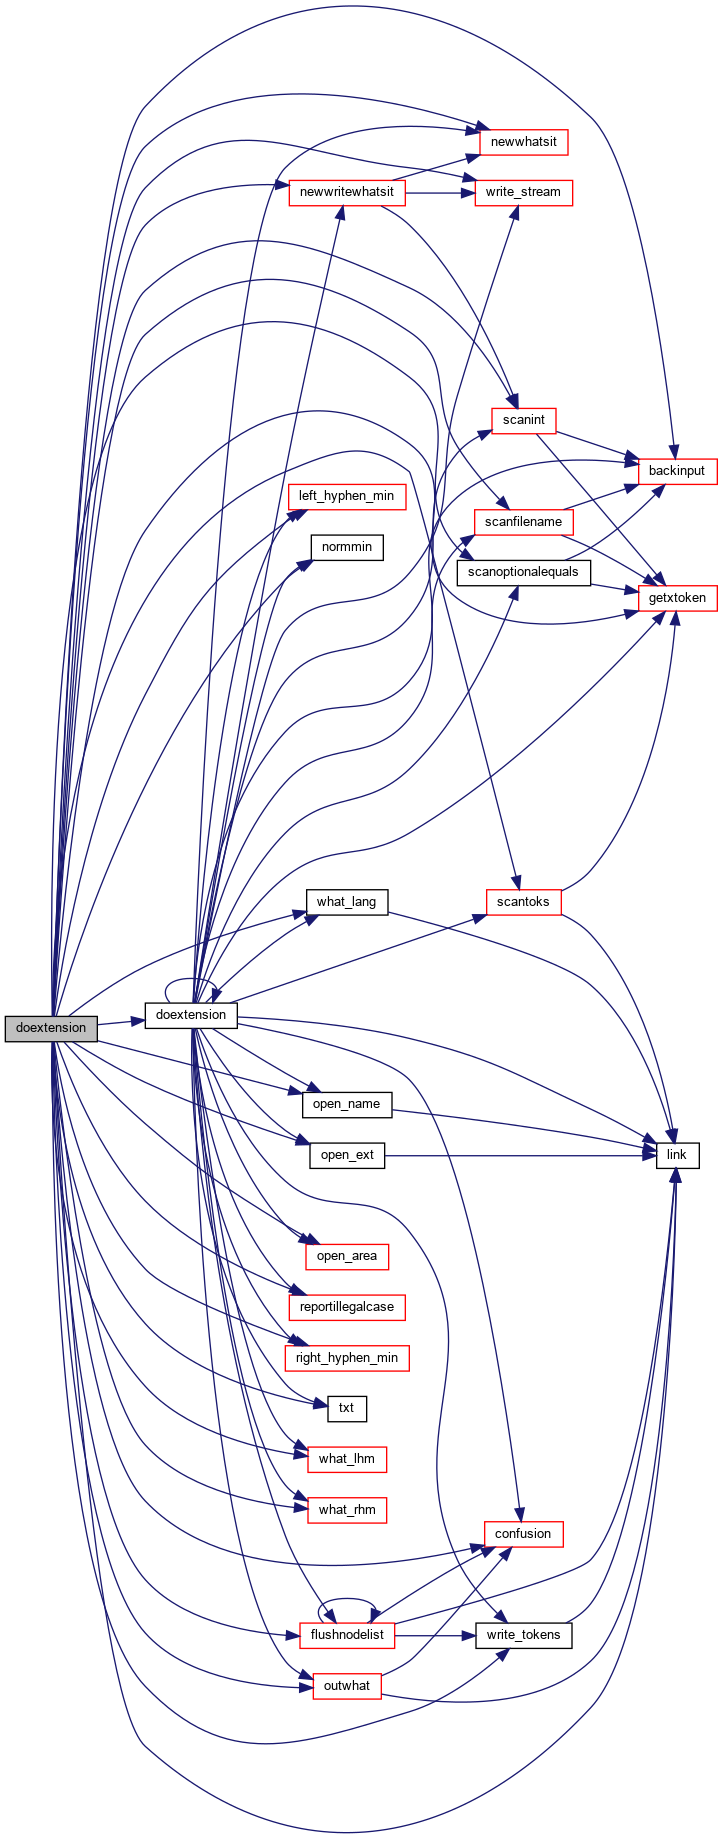 newwhatsit
newwritewhatsit
write_stream
scanint
backinput
left_hyphen_min
scanfilename
normmin
scanoptionalequals
getxtoken
what_lang
scantoks
doextension
doextension
open_name
open_ext
link
open_area
reportillegalcase
right_hyphen_min
txt
what_lhm
what_rhm
confusion
flushnodelist
write_tokens
outwhat